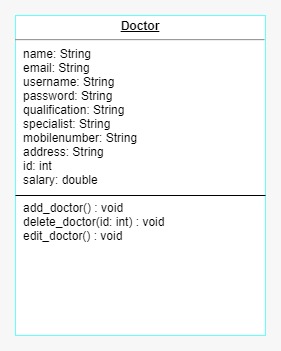 Doctor
name: String
email: String
username: String
password: String
qualification: String
specialist: String
mobilenumber: String
address: String
id: int
salary: double
add_doctor() : void
delete_doctor(id: int) : void
edit_doctor() : void